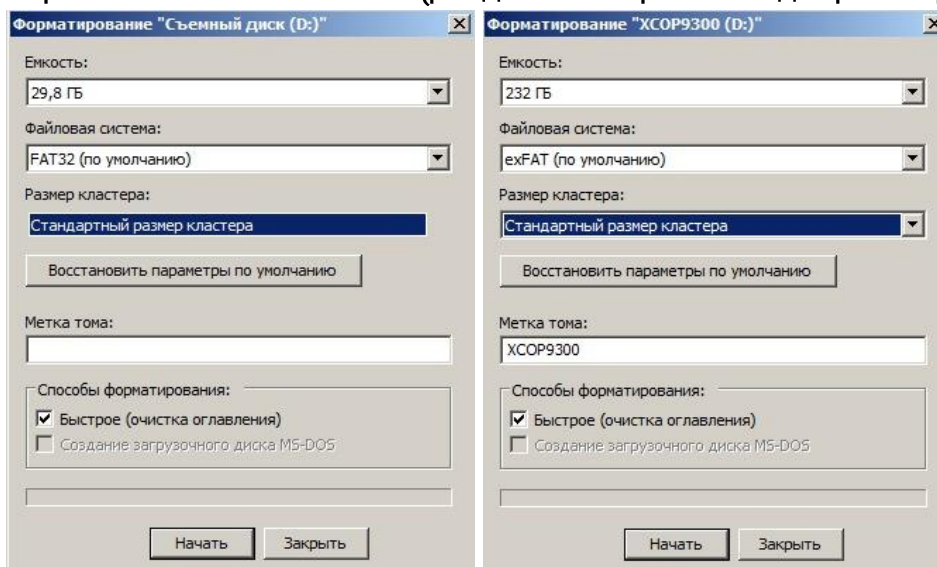 Форматирование "Съемный диск (D:)"
Емкость:
29,8 ГБ
Файловая система:
FAT32 (по умолчанию)
Размер кластера:
Стандартный размер кластера
Восстановить параметры по умолчанию
Метка тома:
Способы форматирования:
Быстрое (очистка оглавления)
Создание загрузочного диска MS-DOS
Начать
Закрыть
Форматирование "XCOP9300 (D:)"
Емкость:
232 ГБ
Файловая система:
exFAT (по умолчанию)
Размер кластера:
Стандартный размер кластера
Восстановить параметры по умолчанию
Метка тома:
XCOP9300
Способы форматирования:
Быстрое (очистка оглавления)
Создание загрузочного диска MS-DOS
Начать
Закрыть